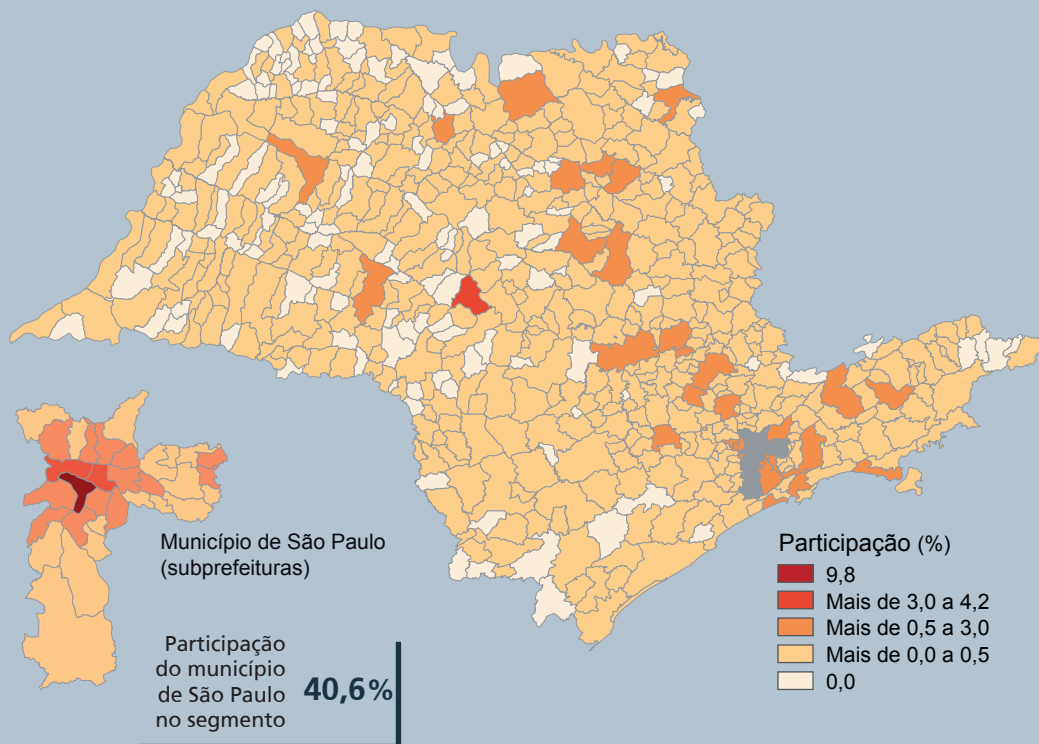 Município de São Paulo
(subprefeituras)
Participação
do município
de São Paulo
no segmento
40,6%
Participação (%)
9,8
Mais de 3,0 a 4,2
Mais de 0,5 a 3,0
Mais de 0,0 a 0,5
0,0